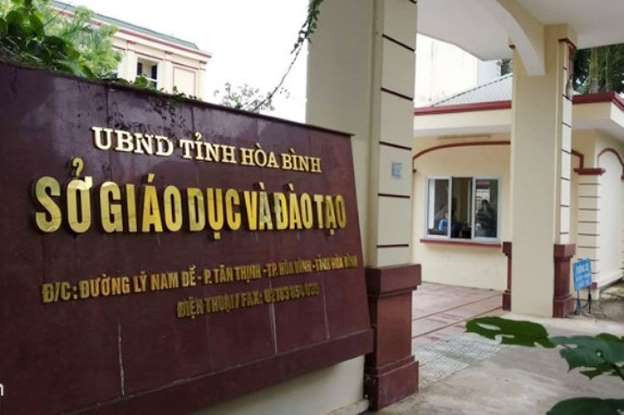 UBND TỈNH HÒA BÌNH
SỞ GIÁO DỤC VÀ ĐÀO TẠO
Đ/C: ĐƯỜNG LÝ NAM ĐẾ - P. TÂN THỊNH - TP. HÒA BÌNH - TỈNH HÒA BÌNH
ĐIỆN THOẠI/ FAX: